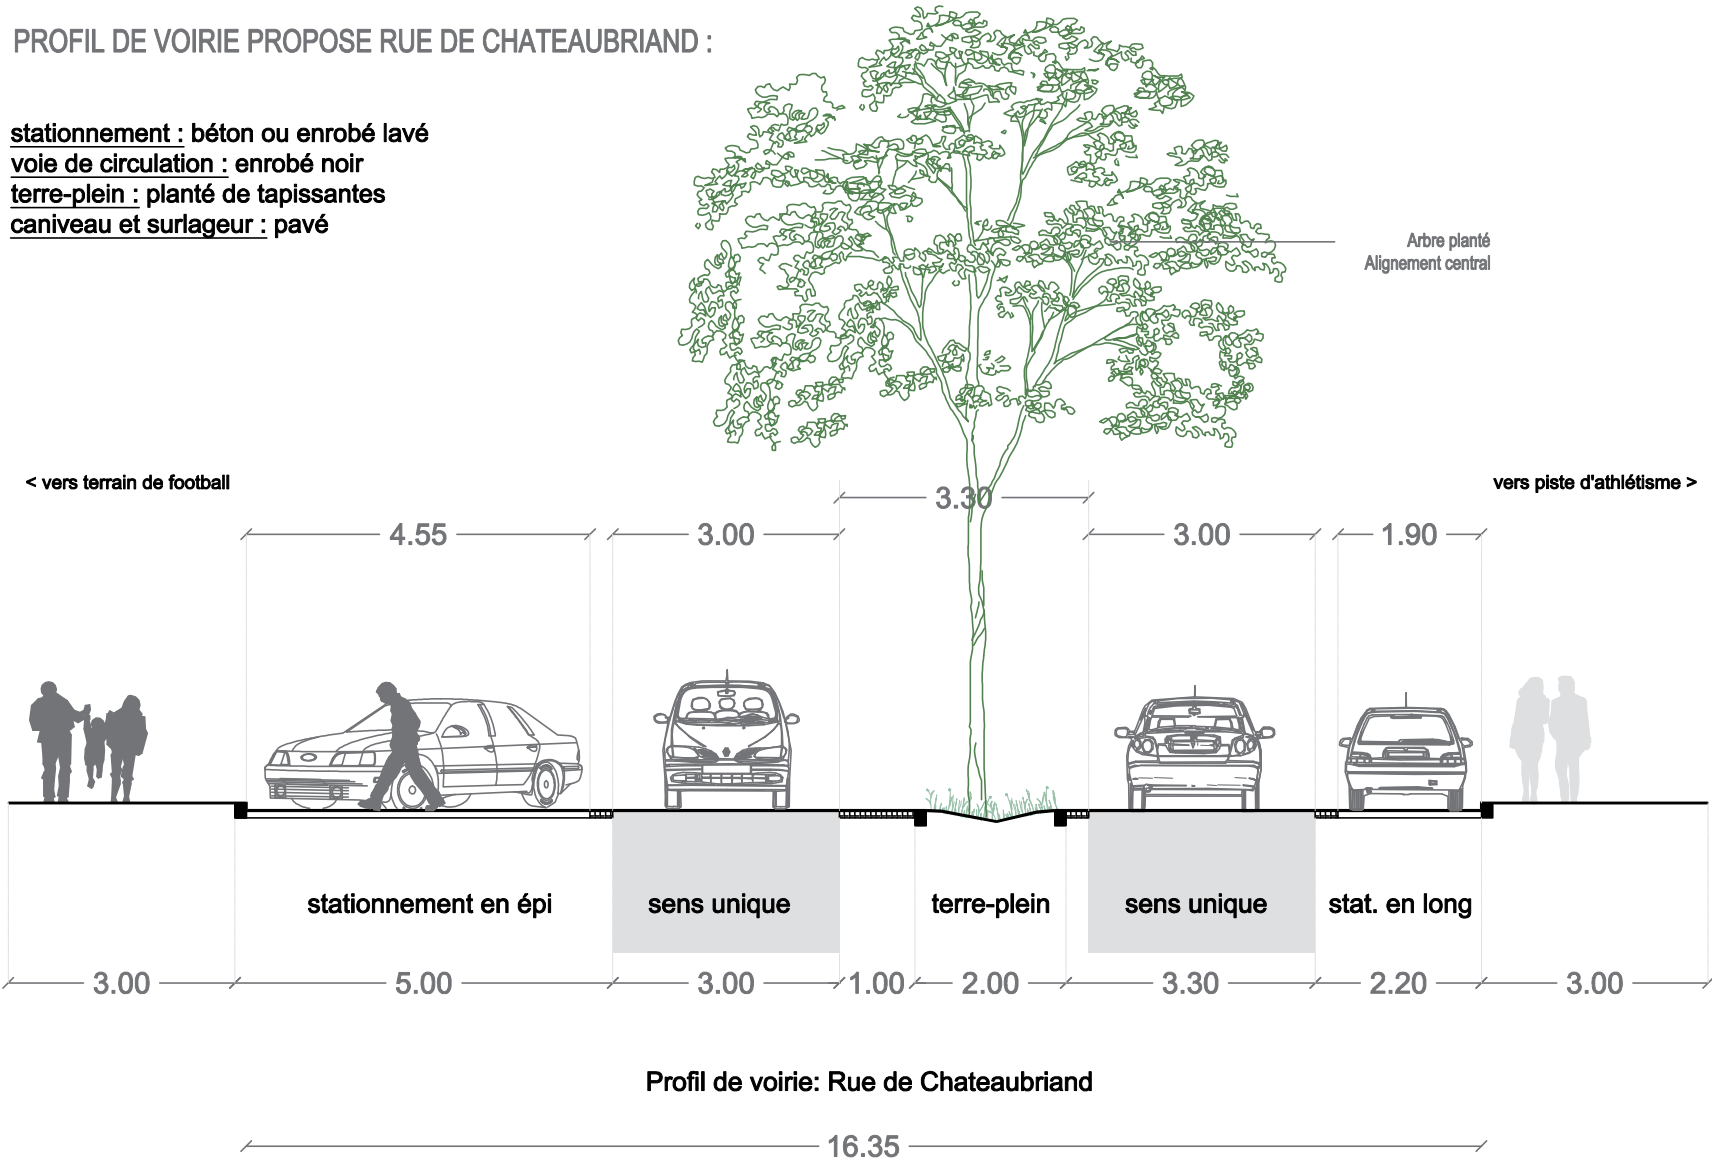 PROFIL DE VOIRIE PROPOSE RUE DE CHATEAUBRIAND :
stationnement : béton ou enrobé lavé
voie de circulation : enrobé noir
terre-plein : planté de tapissantes
caniveau et surlageur : pavé
Arbre planté
Alignement central
< vers terrain de football
vers piste d'athlétisme >
3.30
4.55 3.00 3.00 1.90
stationnement en épi sens unique terre-plein sens unique stat. en long
3.00 5.00 3.00 1.00 2.00 3.30 2.20 3.00
Profil de voirie: Rue de Chateaubriand
16.35